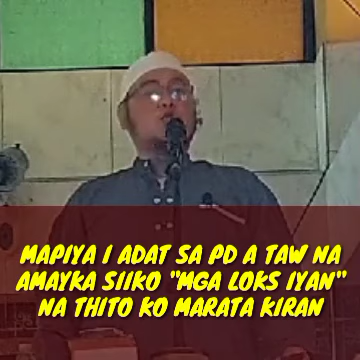 MAPIYA I ADAT SA PD A TAW NA
AMAYKA SIIKO "MGA LOKS IYAN"
NA THITO KO MARATA KIRAN